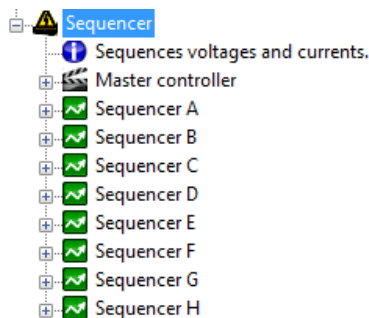 Sequencer
Sequences voltages and currents.
Master controller
Sequencer A
Sequencer B
Sequencer C
Sequencer D
Sequencer E
Sequencer F
Sequencer G
Sequencer H